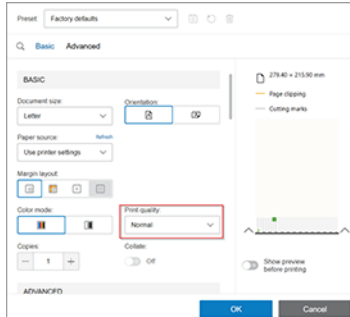 Preset Factory defaults
Basic Advanced
BASIC
Document size:
Letter
Orientation:
Paper source: Refresh
Use printer settings
Margin layout:
Color mode:
Print quality:
Normal
Copies:
1
Collate:
Off
ADVANCED
279.40 × 215.90 mm
Page clipping
Cutting marks
Show preview
before printing
OK Cancel